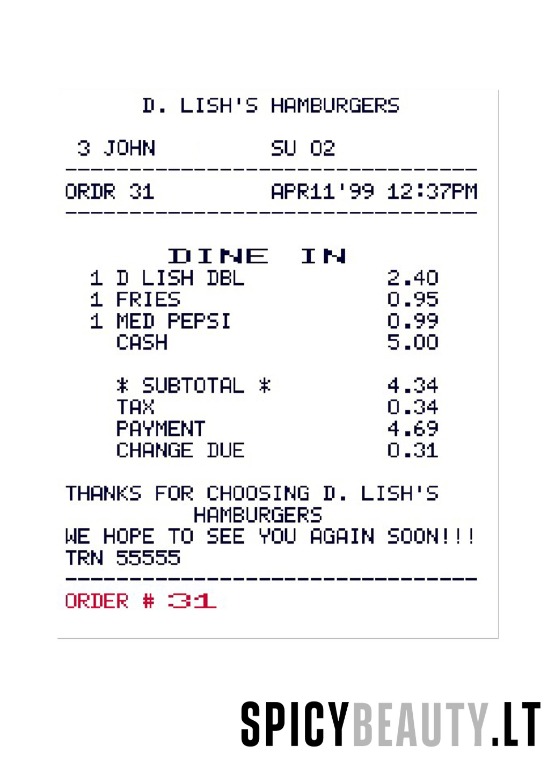 D. LISH'S HAMBURGERS
3 JOHN SU 02
--------------------------------
ORDR 31 APR11'99 12:37PM
--------------------------------
DINE IN
1 D LISH DBL 2.40
1 FRIES 0.95
1 MED PEPSI 0.99
CASH 5.00
* SUBTOTAL * 4.34
TAX 0.34
PAYMENT 4.69
CHANGE DUE 0.31
THANKS FOR CHOOSING D. LISH'S
HAMBURGERS
WE HOPE TO SEE YOU AGAIN SOON!!!
TRN 55555
--------------------------------
ORDER # 31
SPICYBEAUTY.LT